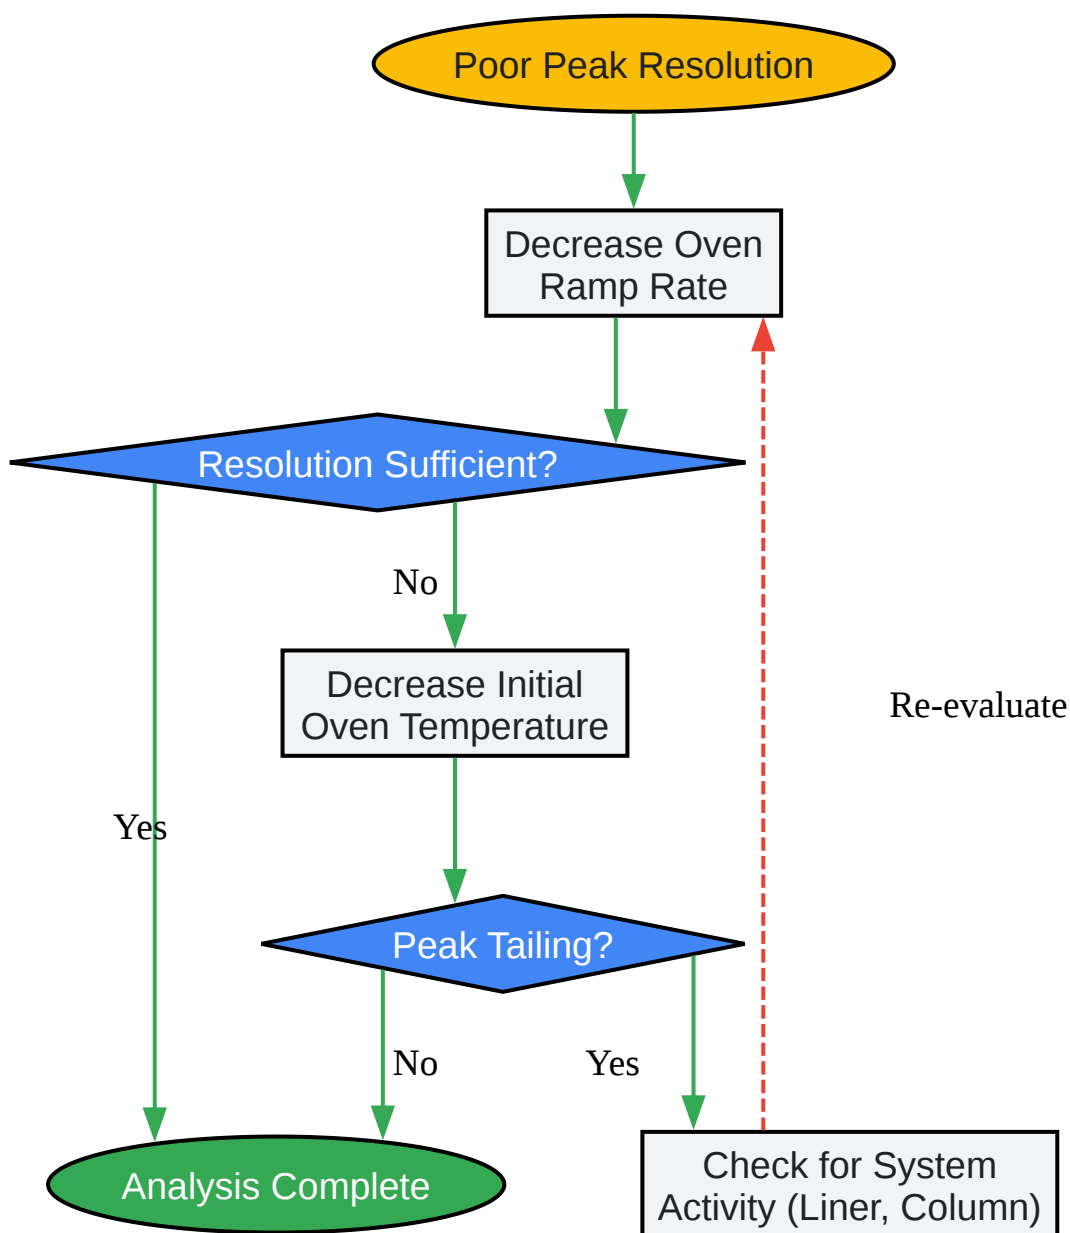 Poor Peak Resolution
Decrease Oven
Ramp Rate
Resolution Sufficient?
No
Decrease Initial
Oven Temperature
Re-evaluate
Yes
Peak Tailing?
No
Yes
Analysis Complete
Check for System
Activity (Liner, Column)